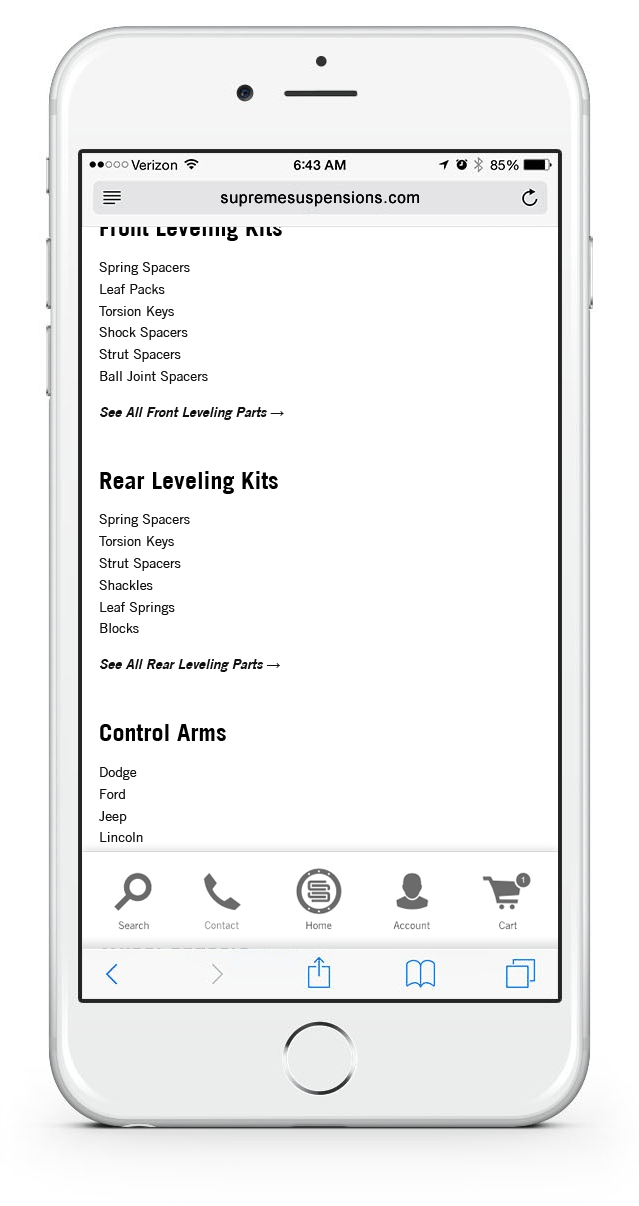 Verizon 6:43 AM 85%
supremesuspensions.com
Front Leveling Kits
Spring Spacers
Leaf Packs
Torsion Keys
Shock Spacers
Strut Spacers
Ball Joint Spacers
See All Front Leveling Parts →
Rear Leveling Kits
Spring Spacers
Torsion Keys
Strut Spacers
Shackles
Leaf Springs
Blocks
See All Rear Leveling Parts →
Control Arms
Dodge
Ford
Jeep
Lincoln
1
Search Contact Home Account Cart